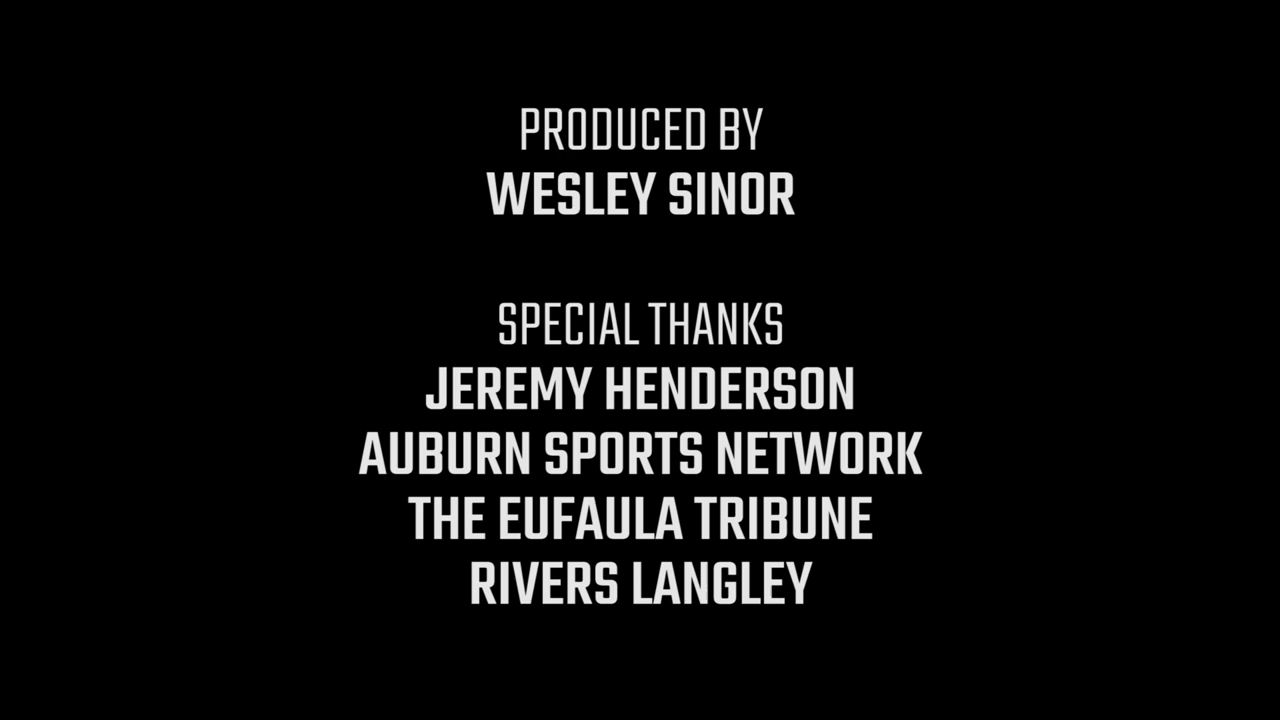 PRODUCED BY
WESLEY SINOR
SPECIAL THANKS
JEREMY HENDERSON
AUBURN SPORTS NETWORK
THE EUFAULA TRIBUNE
RIVERS LANGLEY